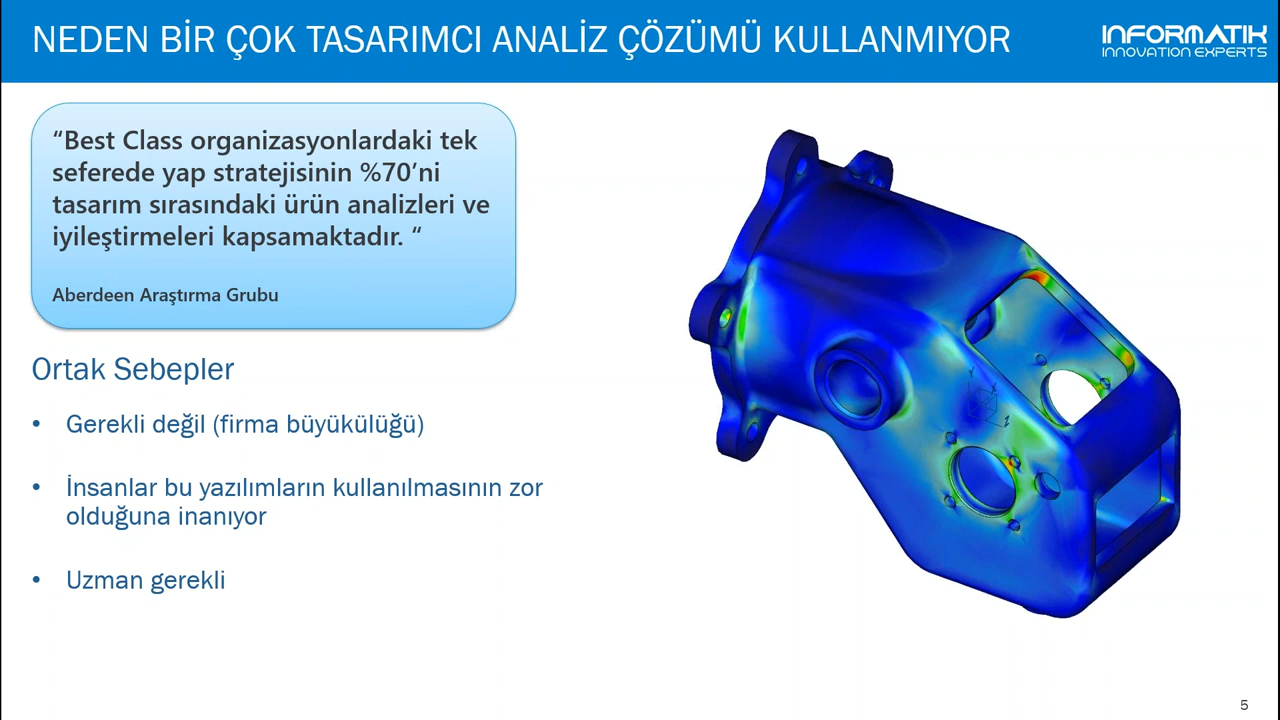 NEDEN BİR ÇOK TASARIMCI ANALİZ ÇÖZÜMÜ KULLANMIYOR
INFORMATIK
INNOVATION EXPERTS
“Best Class organizasyonlardaki tek
seferede yap stratejisinin %70’ni
tasarım sırasındaki ürün analizleri ve
iyileştirmeleri kapsamaktadır. “
Aberdeen Araştırma Grubu
Ortak Sebepler
• Gerekli değil (firma büyükülüğü)
• İnsanlar bu yazılımların kullanılmasının zor
olduğuna inanıyor
• Uzman gerekli
5